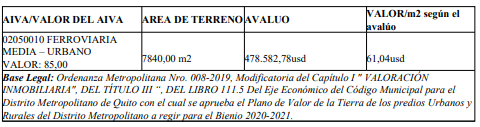 AIVA/VALOR DEL AIVA AREA DE TERRENO AVALUO VALOR/m2 según el
avalúo
02050010 FERROVIARIA
MEDIA – URBANO
VALOR: 85,00 7840,00 m2 478.582,78usd 61,04usd
Base Legal: Ordenanza Metropolitana Nro. 008-2019, Modificatoria del Capítulo I " VALORACIÓN
INMOBILIARIA", DEL TÍTULO III “, DEL LIBRO 111.5 Del Eje Económico del Código Municipal para el
Distrito Metropolitano de Quito con el cual se aprueba el Plano de Valor de la Tierra de los predios Urbanos y
Rurales del Distrito Metropolitano a regir para el Bienio 2020-2021.